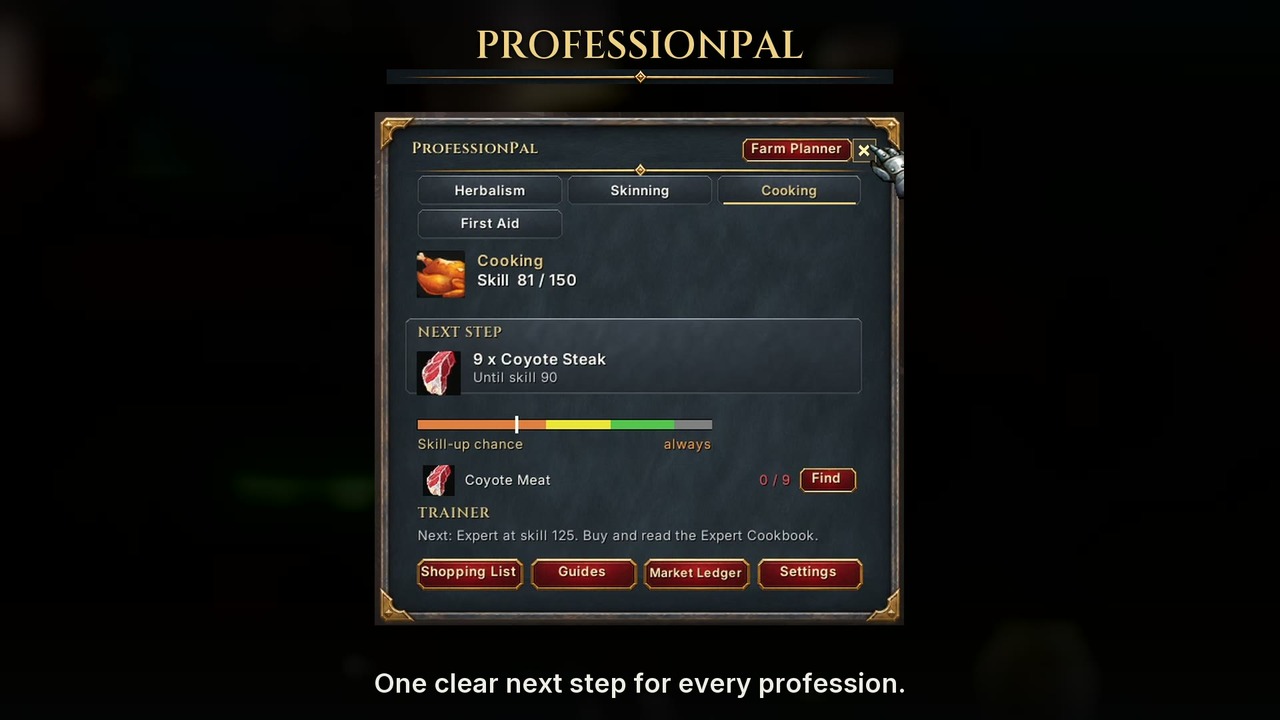 PROFESSIONPAL
PROFESSIONPAL
Farm Planner
Herbalism
Skinning
Cooking
First Aid
Cooking
Skill 81 / 150
NEXT STEP
9 x Coyote Steak
Until skill 90
Skill-up chance
always
Coyote Meat
0 / 9
Find
TRAINER
Next: Expert at skill 125. Buy and read the Expert Cookbook.
Shopping List
Guides
Market Ledger
Settings
One clear next step for every profession.